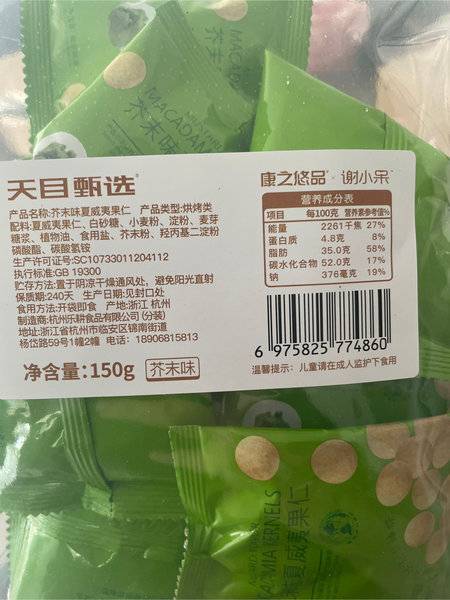 MACADAM
芥末味
天目甄选
康之悠品 谢小呆
产品名称:芥末味夏威夷果仁 产品类型:烘烤类
配料:夏威夷果仁、白砂糖、小麦粉、淀粉、麦芽
糖浆、植物油、食用盐、芥末粉、羟丙基二淀粉
磷酸酯、碳酸氢铵
生产许可证号:SC10733011204112
执行标准:GB 19300
贮存方法:置于阴凉干燥通风处，避免阳光直射
保质期:240天 生产日期:见封口处
食用方法:开袋即食 产地:浙江 杭州
制造商:杭州乐耕食品有限公司 (分装)
地址:浙江省杭州市临安区锦南街道
杨岱路59号1幢2幢 电话：18906815813
净含量:150g 芥末味
营养成分表
项目 每100克 营养素参考值%
能量 2261千焦 27%
蛋白质 4.8克 8%
脂肪 35.0克 58%
碳水化合物 52.0克 17%
钠 376毫克 19%
6 975825 774860
温馨提示：儿童请在成人监护下食用
夏威夷果仁
MIA KERNELS